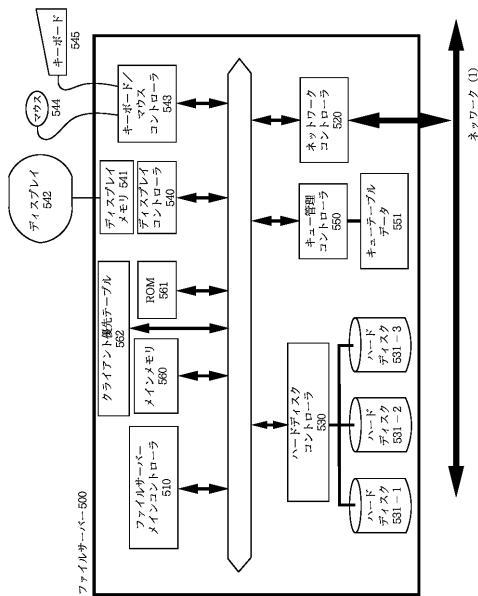 ファイルサーバー500
ファイルサーバー
メインコントローラ
510
クライアント優先テーブル
562
メインメモリ
560
ROM
561
ディスプレイ
542
ディスプレイ
メモリ 541
ディスプレイ
コントローラ
540
マウス
544
キーボード
545
キーボード/
マウス
コントローラ
543
ハードディスク
コントローラ
530
ハード
ディスク
531-1
ハード
ディスク
531-2
ハード
ディスク
531-3
キュー管理
コントローラ
550
キューテーブル
データ
551
ネットワーク
コントローラ
520
ネッワーク (1)